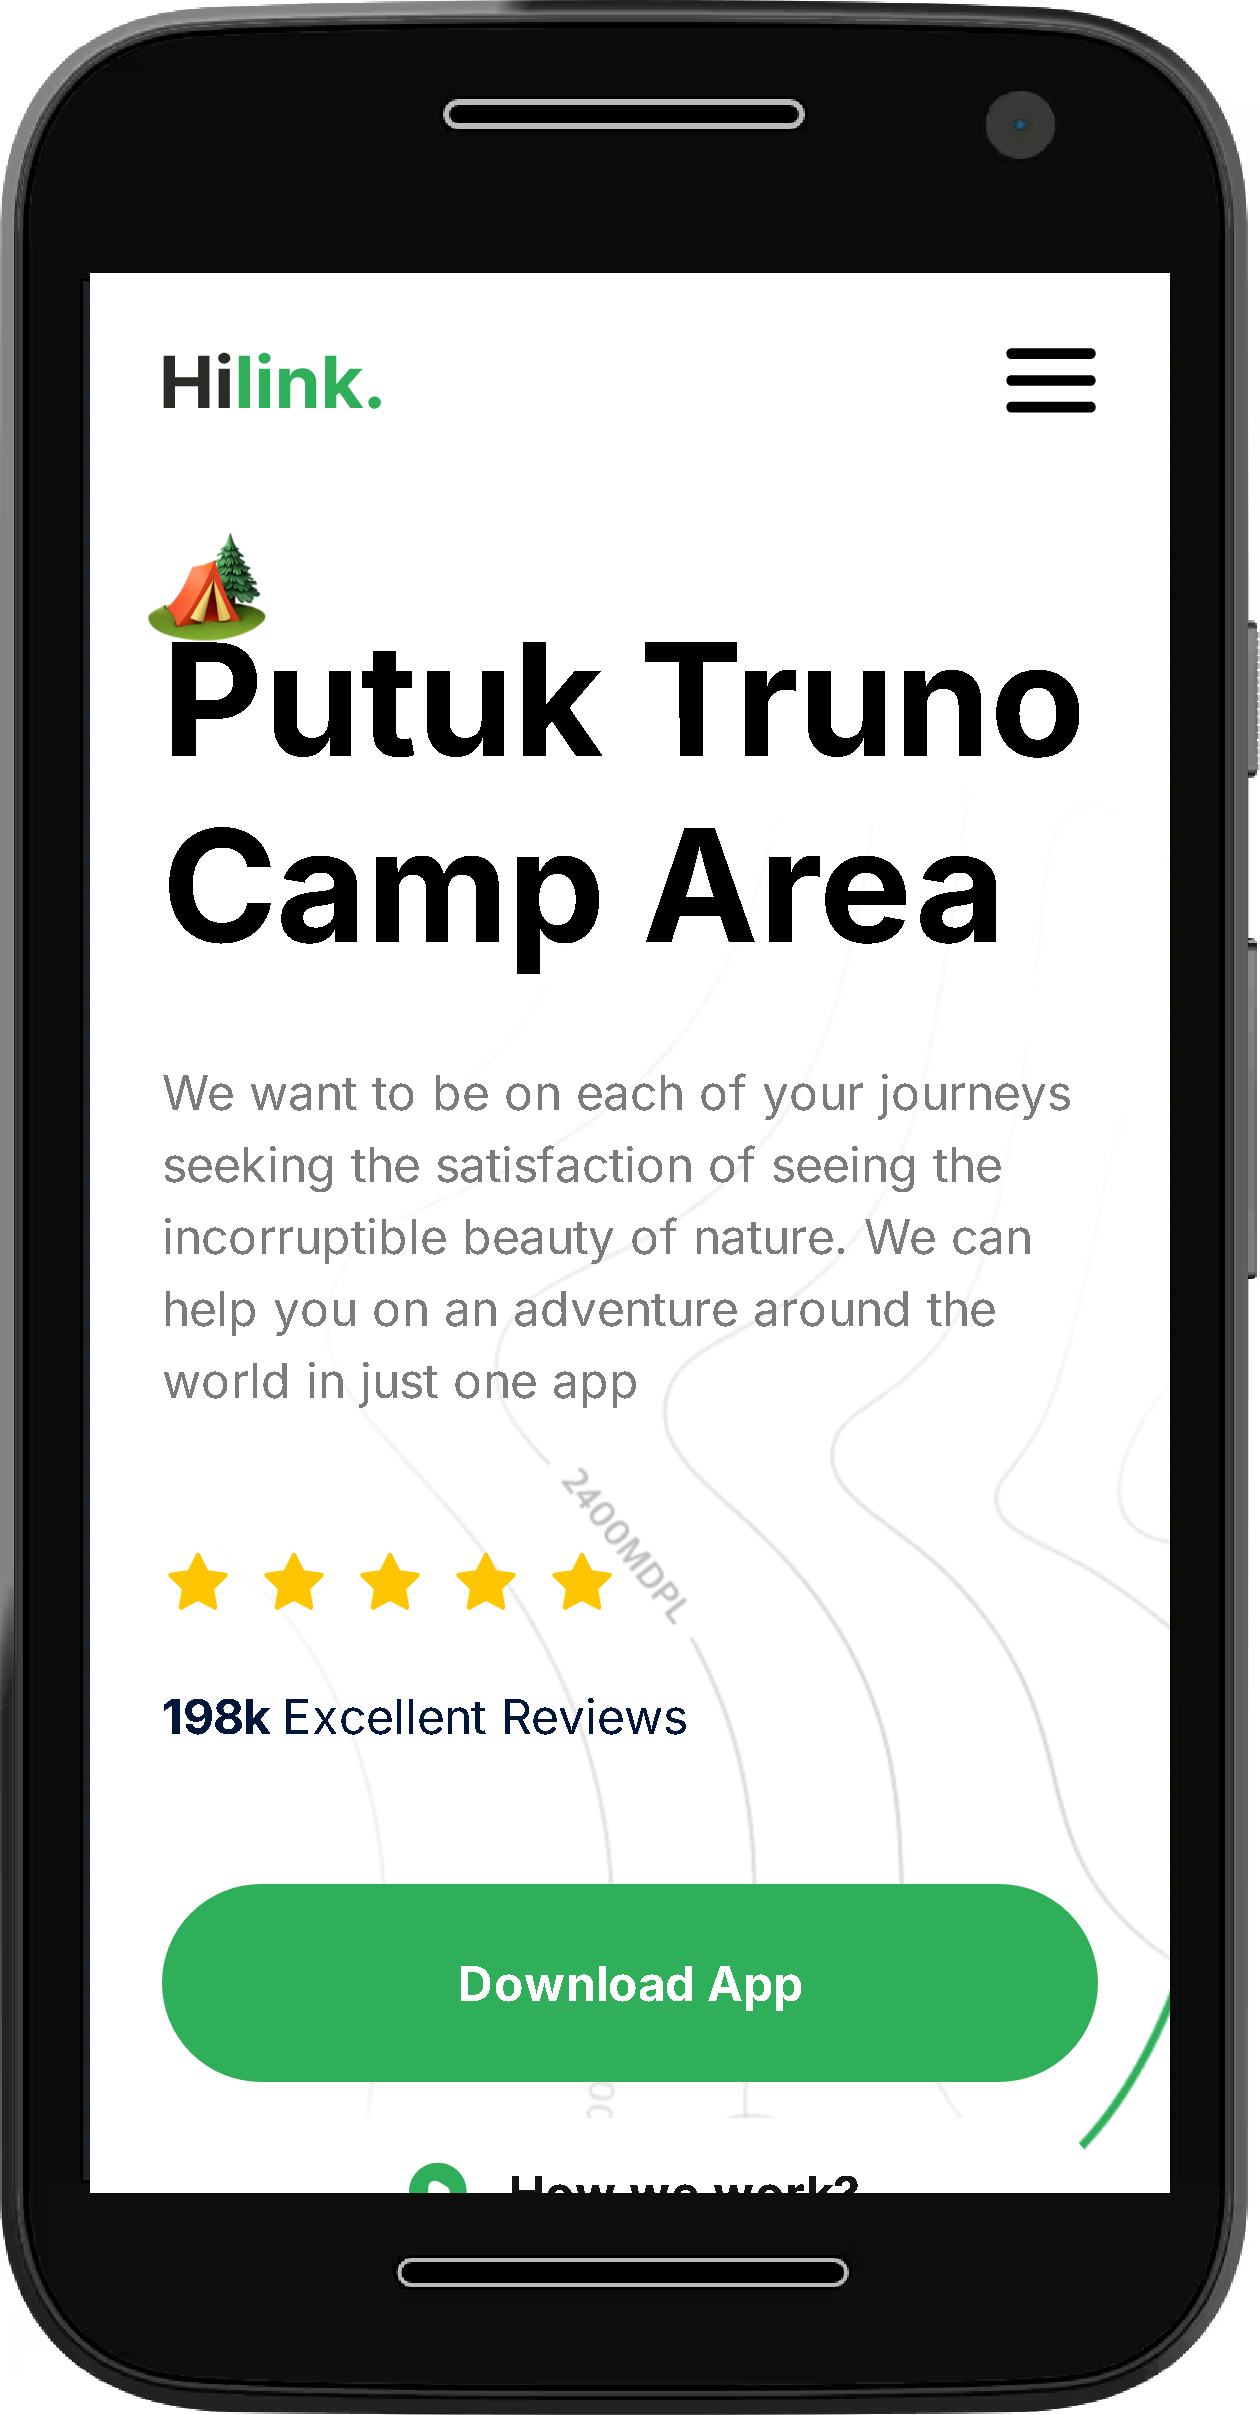 Hilink.
Putuk Truno
Camp Area
We want to be on each of your journeys
seeking the satisfaction of seeing the
incorruptible beauty of nature. We can
help you on an adventure around the
world in just one app
2400MDPL
198k Excellent Reviews
Download App
How we work?